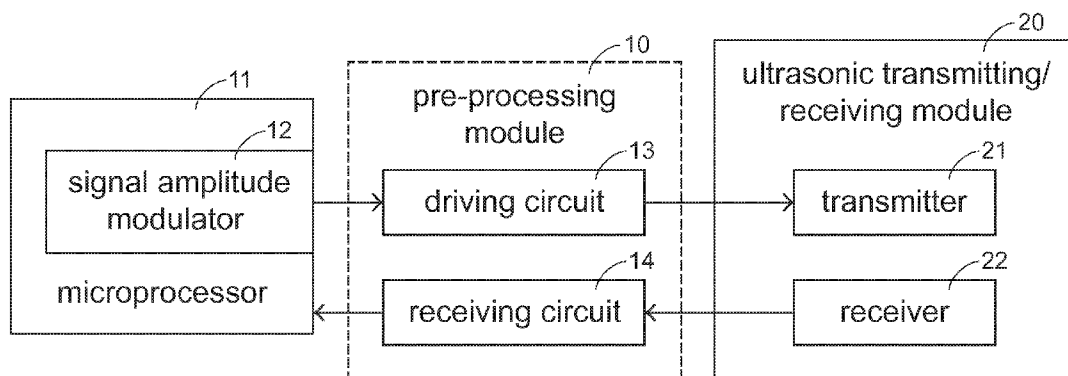 11
12
signal amplitude
modulator
microprocessor
10
pre-processing
module
13
driving circuit
14
receiving circuit
20
ultrasonic transmitting/
receiving module
21
transmitter
22
receiver